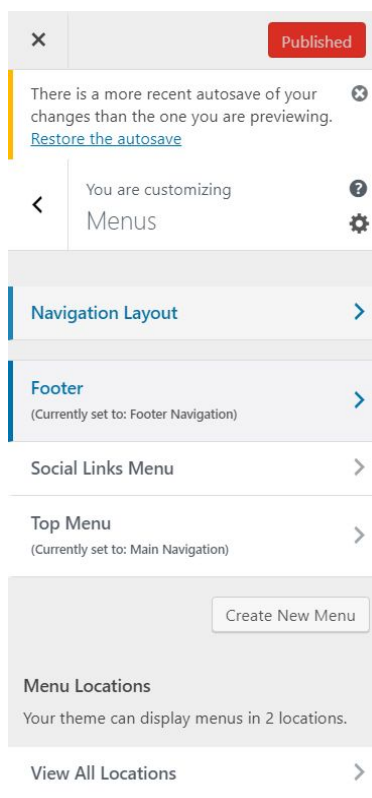 Published
There is a more recent autosave of your
changes than the one you are previewing.
Restore the autosave
You are customizing
Menus
Navigation Layout
Footer
(Currently set to: Footer Navigation)
Social Links Menu
Top Menu
(Currently set to: Main Navigation)
Create New Menu
Menu Locations
Your theme can display menus in 2 locations.
View All Locations